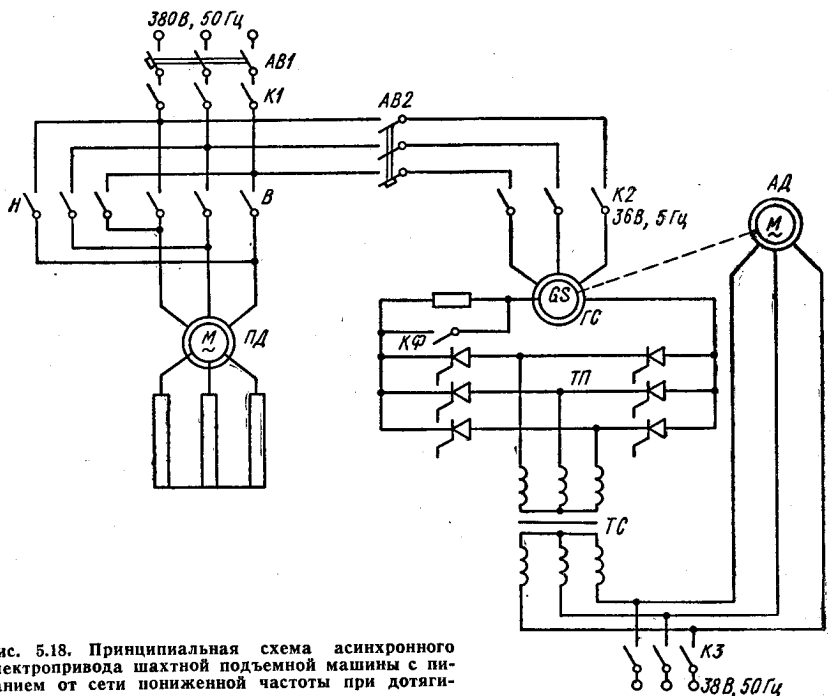 380В, 50Гц
АВ1
К1
АВ2
Н
В
К2
36В, 5Гц
АД
М
~
GS
ГС
М
~
ПД
КФ
ТП
ТС
К3
38В, 50Гц
ис. 5.18. Принципиальная схема асинхронного
лектропривода шахтной подъемной машины с пи-
анием от сети пониженной частоты при дотяги-